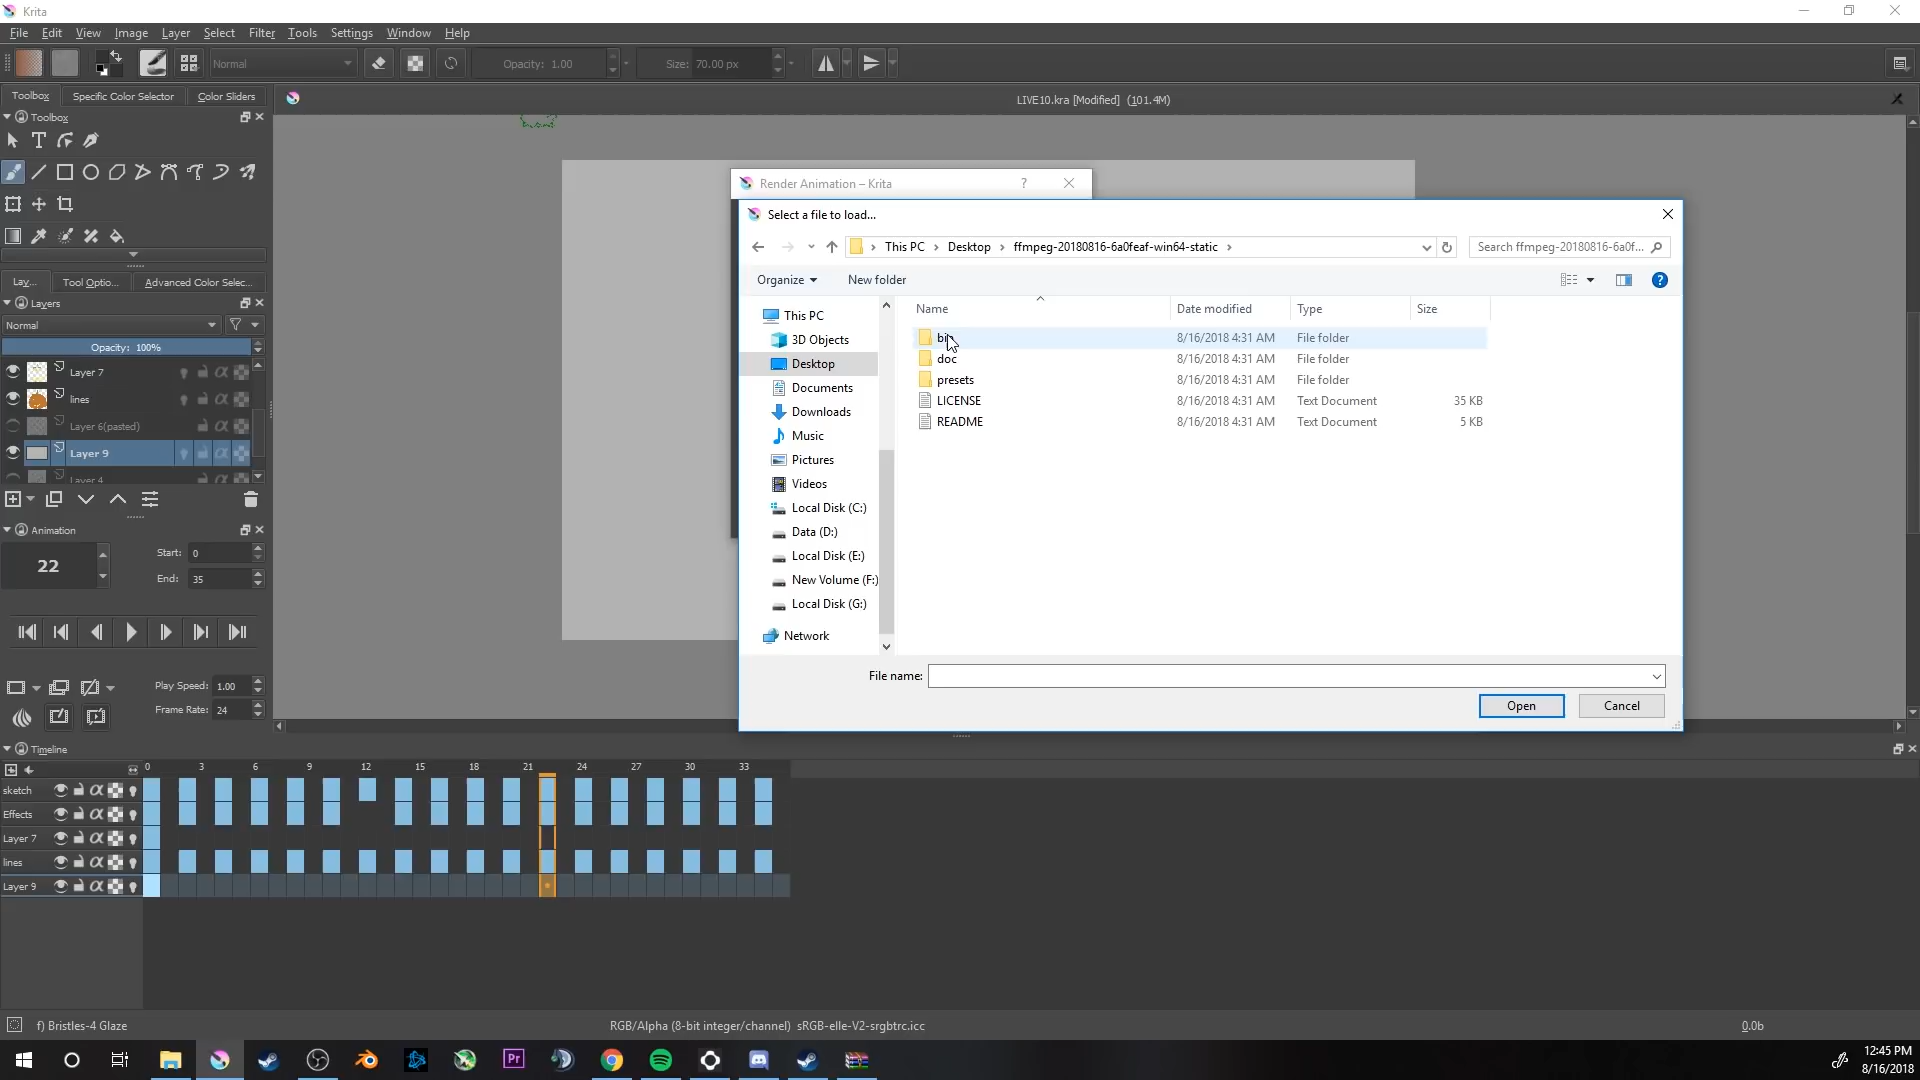 Krita
File Edit View Image Layer Select Filter Tools Settings Window Help
Normal Opacity: 1.00 Size: 70.00 px
Toolbox Specific Color Selector Color Sliders
LIVE10.kra [Modified] (101.4M)
Toolbox
Render Animation – Krita ?
Select a file to load...
This PC Desktop ffmpeg-20180816-6a0feaf-win64-static
Search ffmpeg-20180816-6a0f...
Organize New folder
Name Date modified Type Size
bin 8/16/2018 4:31 AM File folder
doc 8/16/2018 4:31 AM File folder
presets 8/16/2018 4:31 AM File folder
LICENSE 8/16/2018 4:31 AM Text Document 35 KB
README 8/16/2018 4:31 AM Text Document 5 KB
This PC
3D Objects
Desktop
Documents
Downloads
Music
Pictures
Videos
Local Disk (C:)
Data (D:)
Local Disk (E:)
New Volume (F:)
Local Disk (G:)
Network
File name:
Open Cancel
Lay... Tool Optio... Advanced Color Selec...
Layers
Normal
Opacity: 100%
Layer 7
lines
Layer 6(pasted)
Layer 9
Layer 4
Animation
22
Start: 0
End: 35
Play Speed: 1.00
Frame Rate: 24
Timeline
0 3 6 9 12 15 18 21 24 27 30 33
sketch
Effects
Layer 7
lines
Layer 9
f) Bristles-4 Glaze
RGB/Alpha (8-bit integer/channel) sRGB-elle-V2-srgbtrc.icc
0.0b
Pr
12:45 PM
8/16/2018